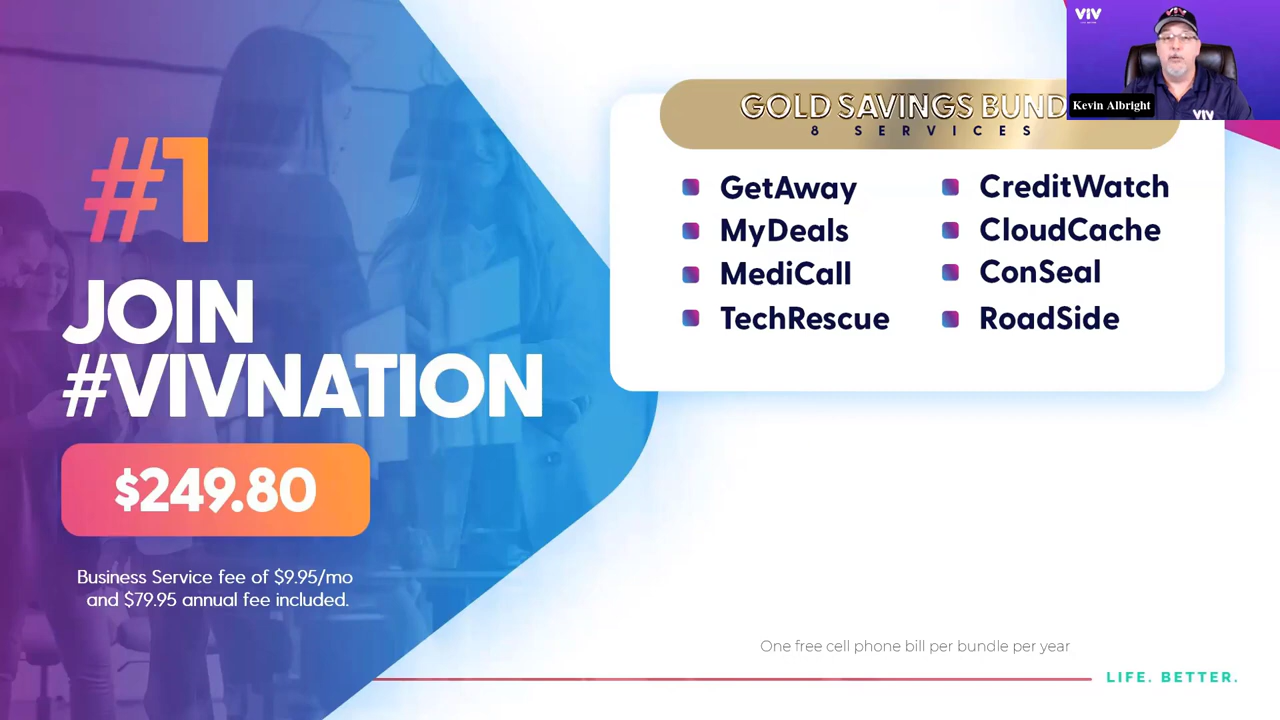 #1
JOIN
#VIVNATION
$249.80
Business Service fee of $9.95/mo
and $79.95 annual fee included.
GOLD SAVINGS
8 SERVICES
GetAway
MyDeals
MediCall
TechRescue
CreditWatch
CloudCache
ConSeal
RoadSide
One free cell phone bill per bundle per year
LIFE. BETTER.
VIV
Kevin Albright
VIV